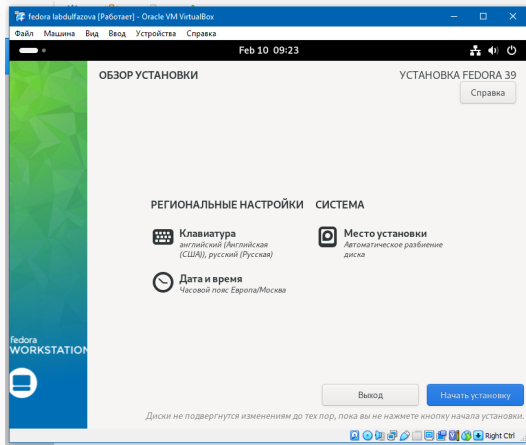 fedora labdulfazova [Работает] - Oracle VM VirtualBox
Файл Машина Вид Ввод Устройства Справка
Feb 10 09:23
ОБЗОР УСТАНОВКИ
УСТАНОВКА FEDORA 39
Справка
РЕГИОНАЛЬНЫЕ НАСТРОЙКИ
Клавиатура
английский (Английская
(США)), русский (Русская)
Дата и время
Часовой пояс Европа/Москва
СИСТЕМА
Место установки
Автоматическое разбиение
диска
fedora
WORKSTATION
Выход
Начать установку
Диски не подвергнутся изменениям до тех пор, пока вы не нажмете кнопку начала установки.
Right Ctrl